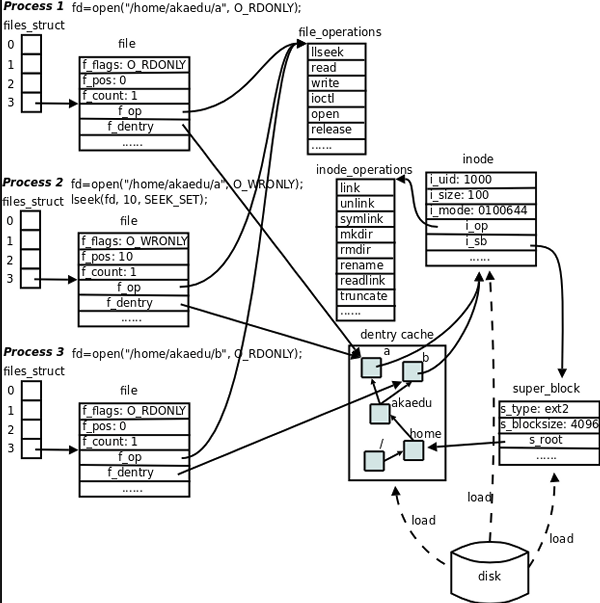 Process 1 fd=open("/home/akaedu/a", O_RDONLY);
files_struct
0
1
2
3
file
f_flags: O_RDONLY
f_pos: 0
f_count: 1
f_op
f_dentry
......
file_operations
llseek
read
write
ioctl
open
release
......
Process 2 fd=open("/home/akaedu/a", O_WRONLY);
lseek(fd, 10, SEEK_SET);
files_struct
0
1
2
3
file
f_flags: O_WRONLY
f_pos: 10
f_count: 1
f_op
f_dentry
......
inode_operations
link
unlink
symlink
mkdir
rmdir
rename
readlink
truncate
......
inode
i_uid: 1000
i_size: 100
i_mode: 0100644
i_op
i_sb
......
Process 3 fd=open("/home/akaedu/b", O_RDONLY);
files_struct
0
1
2
3
file
f_flags: O_RDONLY
f_pos: 0
f_count: 1
f_op
f_dentry
......
dentry cache
a
b
akaedu
home
/
super_block
s_type: ext2
s_blocksize: 4096
s_root
......
load
load
load
disk